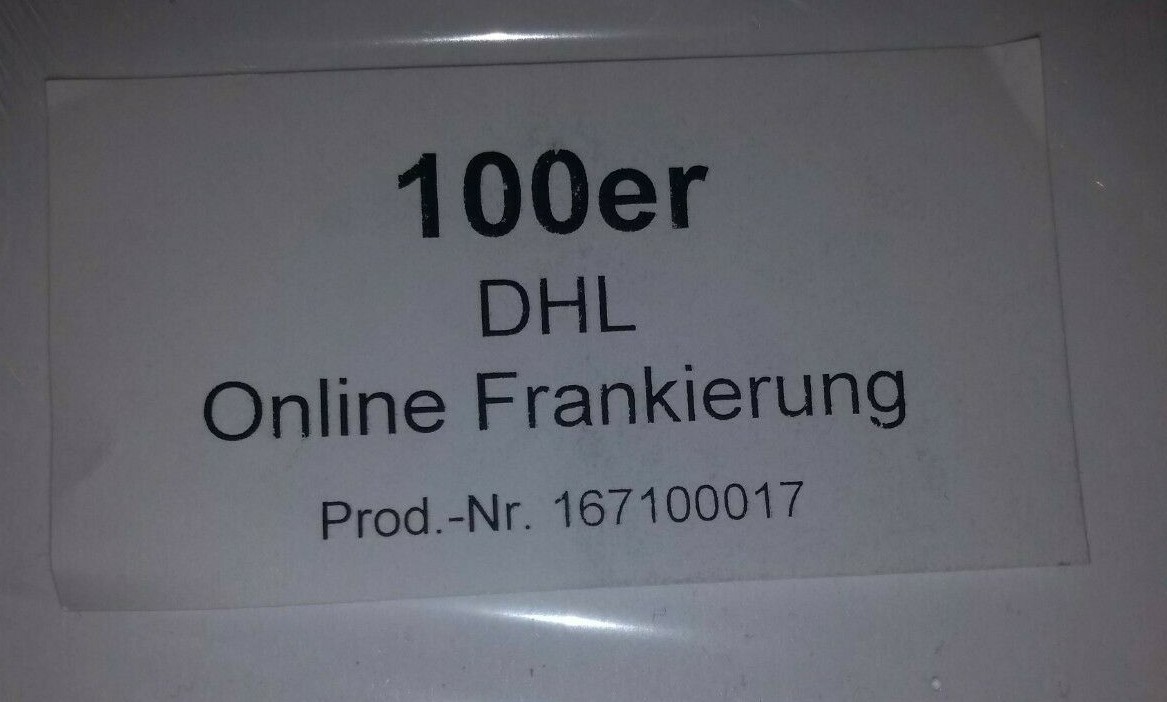 100er
DHL
Online Frankierung
Prod.-Nr. 167100017